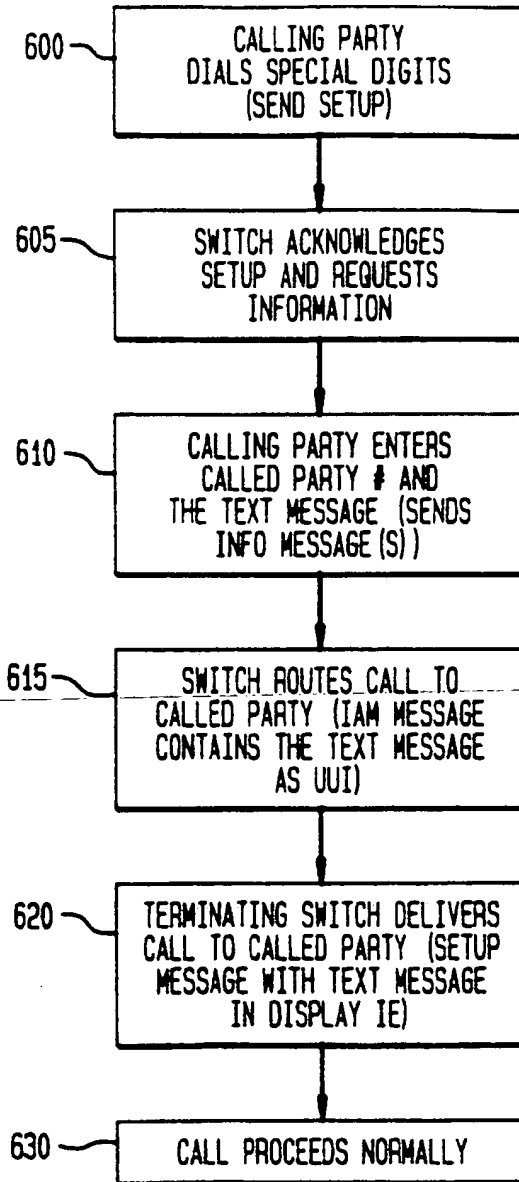 600
CALLING PARTY
DIALS SPECIAL DIGITS
(SEND SETUP)
605
SWITCH ACKNOWLEDGES
SETUP AND REQUESTS
INFORMATION
610
CALLING PARTY ENTERS
CALLED PARTY # AND
THE TEXT MESSAGE (SENDS
INFO MESSAGE(S))
615
SWITCH ROUTES CALL TO
CALLED PARTY (IAM MESSAGE
CONTAINS THE TEXT MESSAGE
AS UUI)
620
TERMINATING SWITCH DELIVERS
CALL TO CALLED PARTY (SETUP
MESSAGE WITH TEXT MESSAGE
IN DISPLAY IE)
630
CALL PROCEEDS NORMALLY